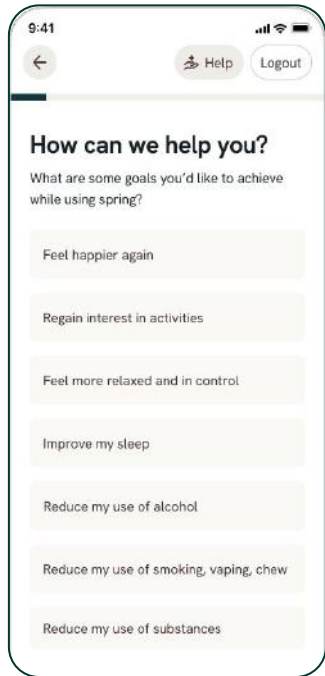 9:41
Help
Logout
How can we help you?
What are some goals you'd like to achieve
while using spring?
Feel happier again
Regain interest in activities
Feel more relaxed and in control
Improve my sleep
Reduce my use of alcohol
Reduce my use of smoking, vaping, chew
Reduce my use of substances